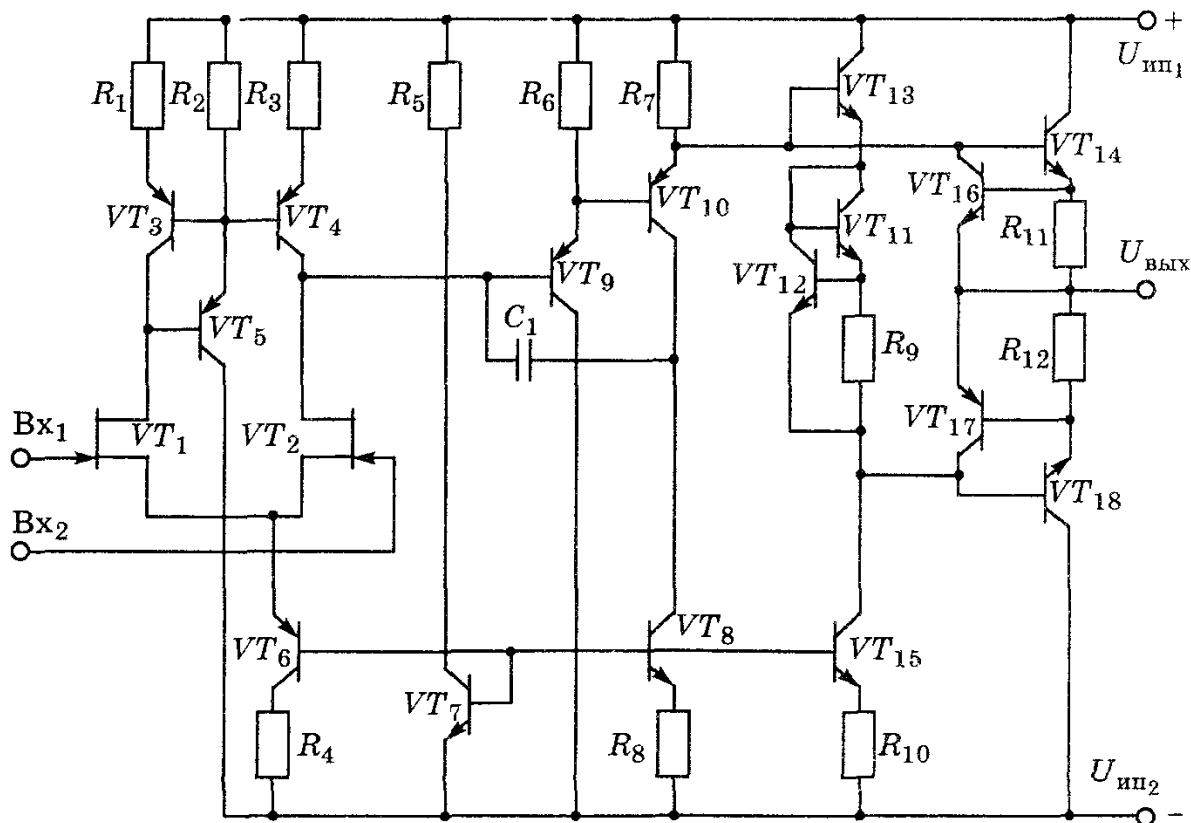 +
U_ип1
R1
R2
R3
R5
R6
R7
VT13
VT14
VT16
VT3
VT4
VT10
VT11
R11
U_вых
VT9
VT12
VT5
C1
R9
R12
Вх1
VT1
VT2
VT17
VT18
Вх2
VT6
VT8
VT15
VT7
R4
R8
R10
U_ип2
−